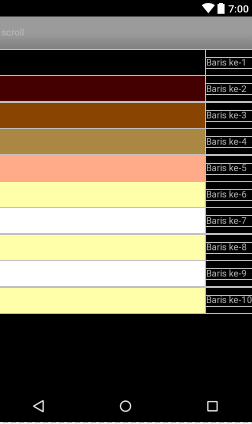 7:00
scroll
Baris ke-1
Baris ke-2
Baris ke-3
Baris ke-4
Baris ke-5
Baris ke-6
Baris ke-7
Baris ke-8
Baris ke-9
Baris ke-10